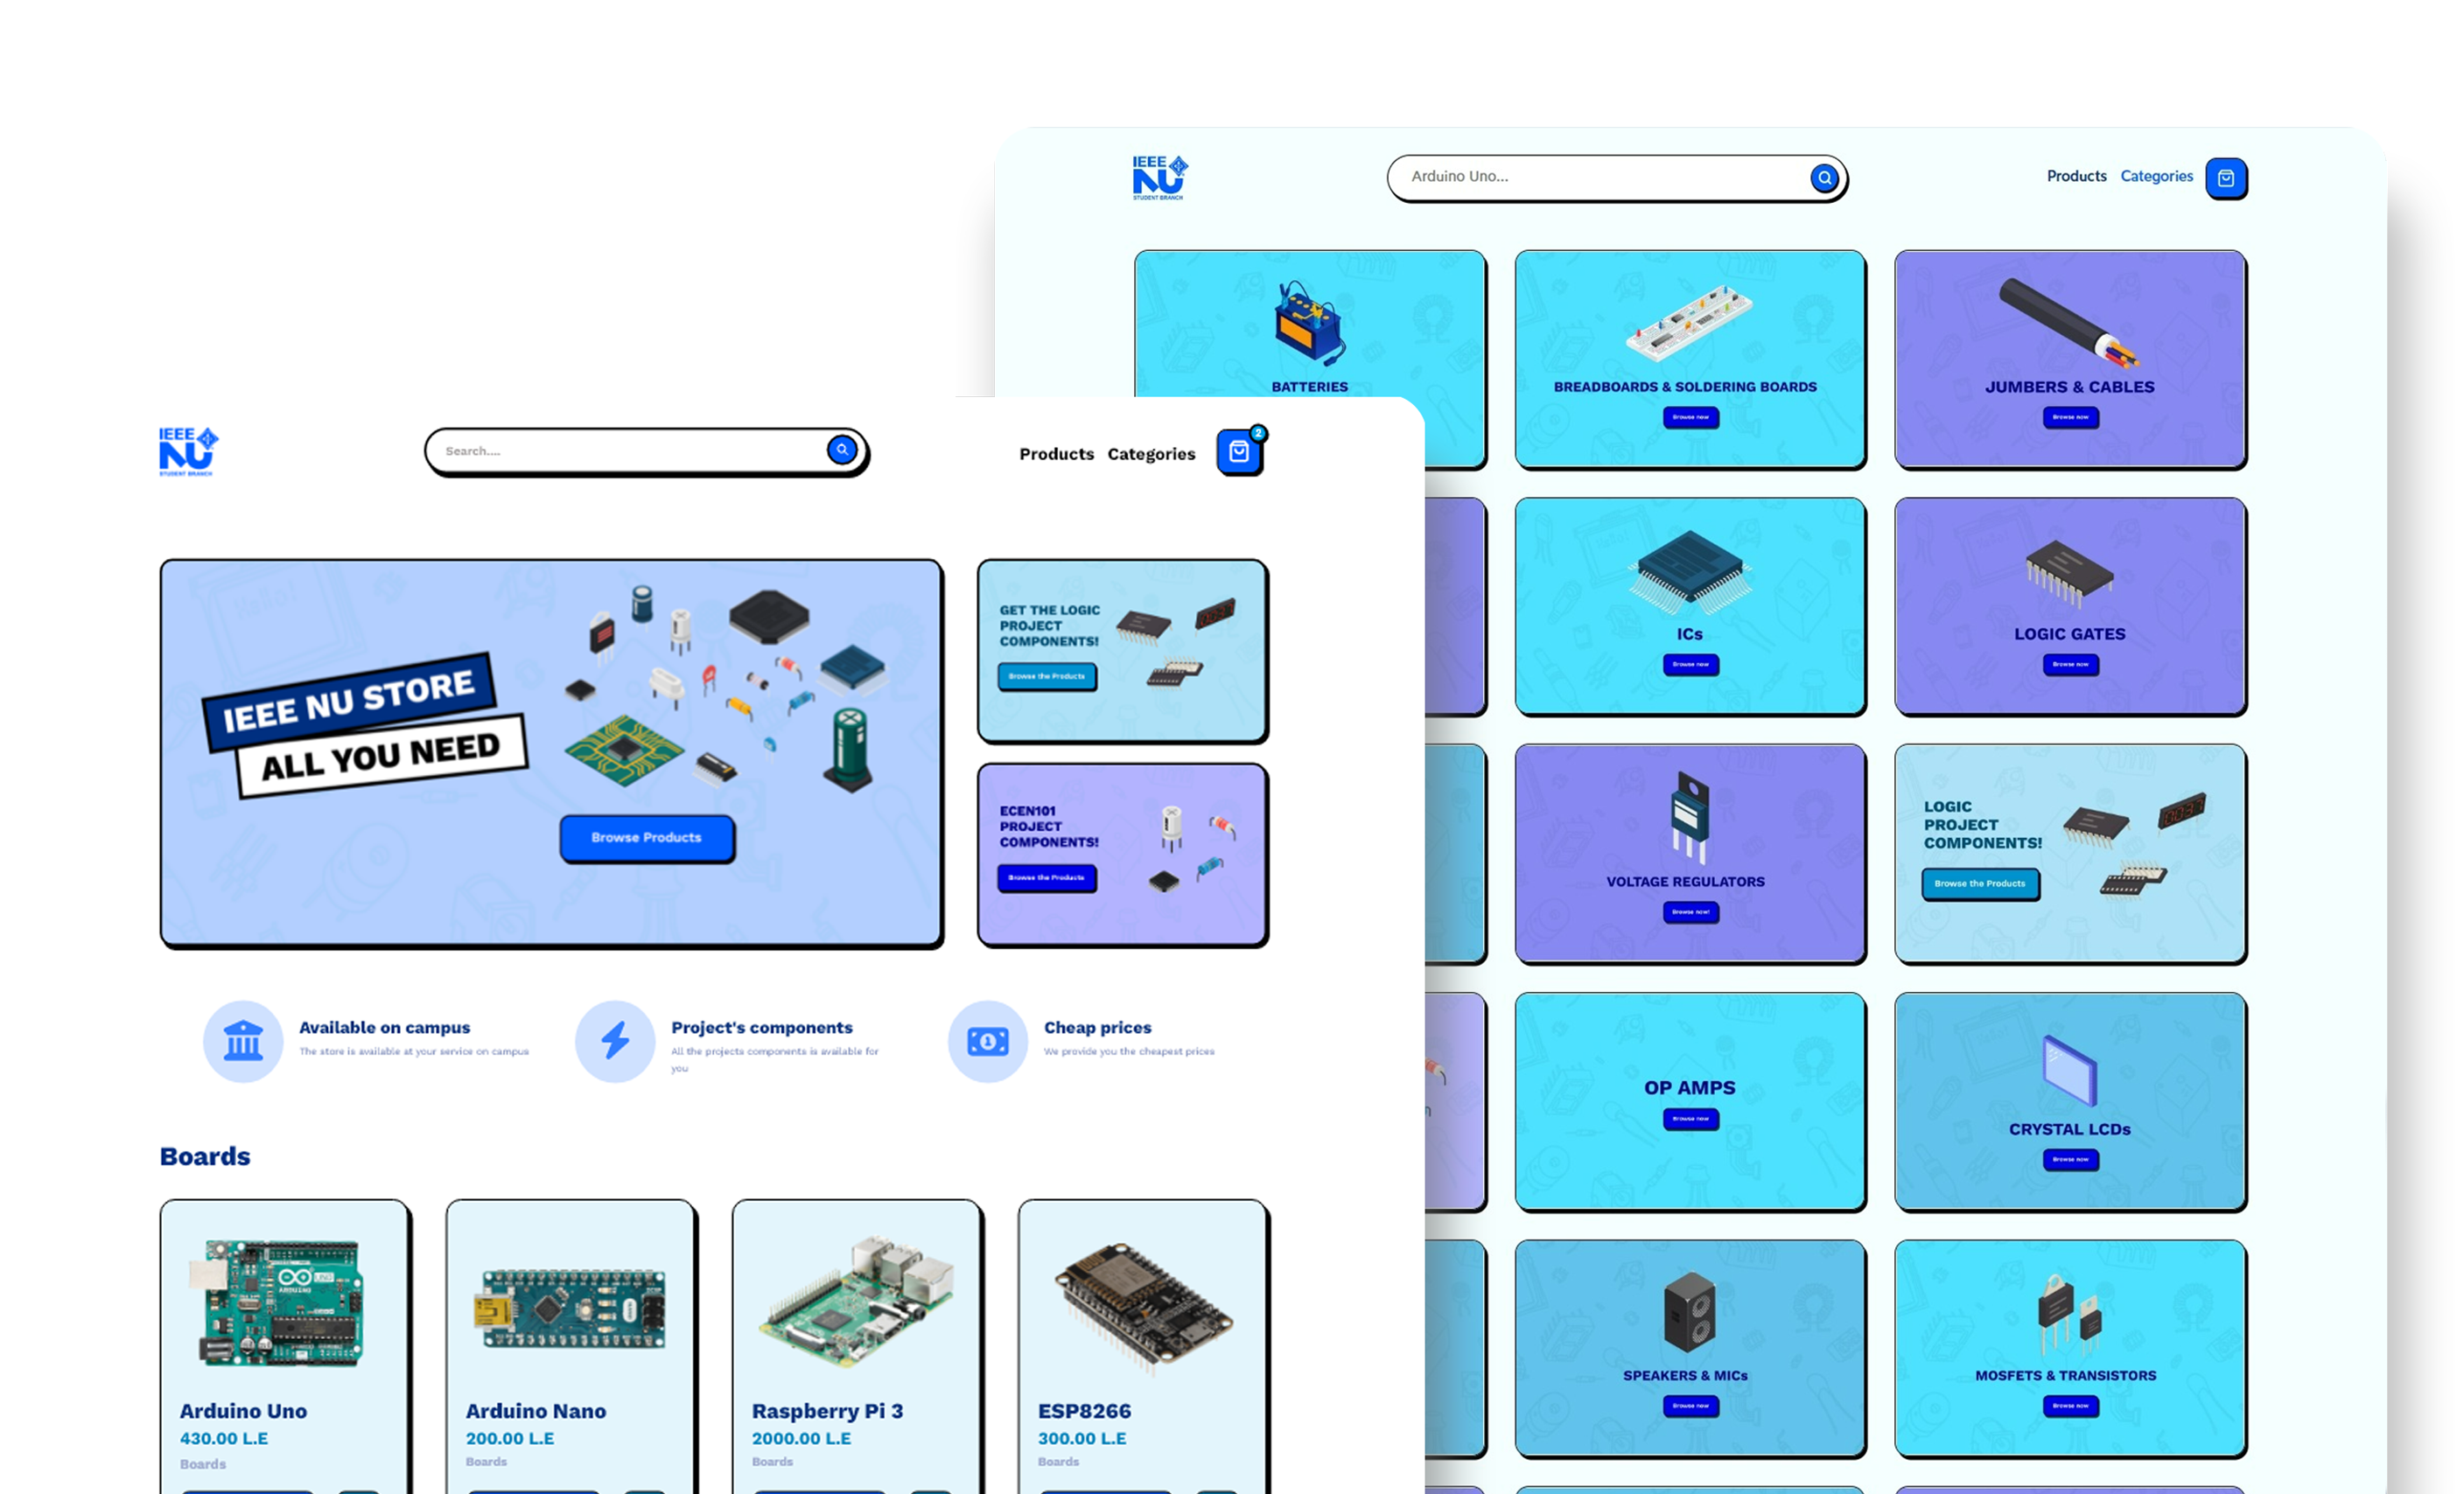 IEEE
NU
STUDENT BRANCH
Arduino Uno...
Products
Categories
BATTERIES
BREADBOARDS & SOLDERING BOARDS
Browse now
JUMBERS & CABLES
Browse now
ICs
Browse now
LOGIC GATES
Browse now
VOLTAGE REGULATORS
Browse now!
LOGIC
PROJECT
COMPONENTS!
Browse the Products
OP AMPS
Browse now
CRYSTAL LCDs
Browse now
SPEAKERS & MICs
Browse now
MOSFETS & TRANSISTORS
Browse now
IEEE
NU
STUDENT BRANCH
Search....
Products
Categories
2
Hello!
IEEE NU STORE
ALL YOU NEED
Browse Products
GET THE LOGIC
PROJECT
COMPONENTS!
Browse the Products
ECEN101
PROJECT
COMPONENTS!
Browse the Products
Available on campus
The store is available at your service on campus
Project's components
All the projects components is available for
you
Cheap prices
We provide you the cheapest prices
Boards
UNO
ARDUINO
Arduino Uno
430.00 L.E
Boards
Arduino Nano
200.00 L.E
Boards
Raspberry Pi 3
2000.00 L.E
Boards
ESP8266
300.00 L.E
Boards